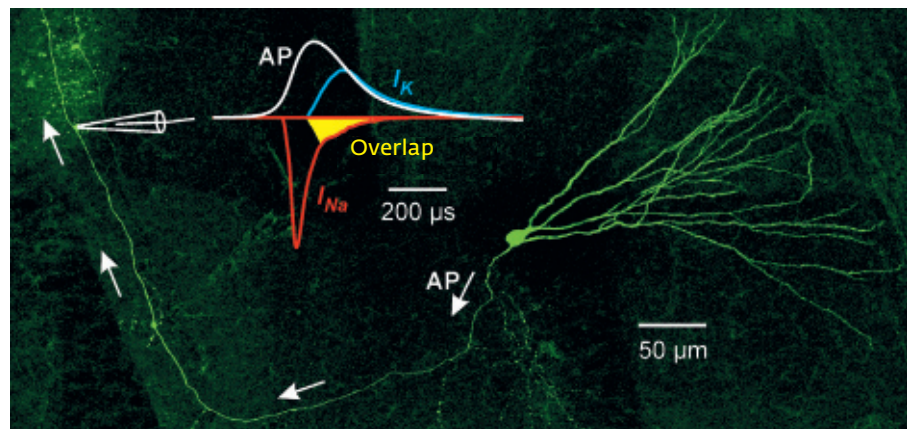 AP
I_K
Overlap
I_Na
200 µs
AP
50 µm